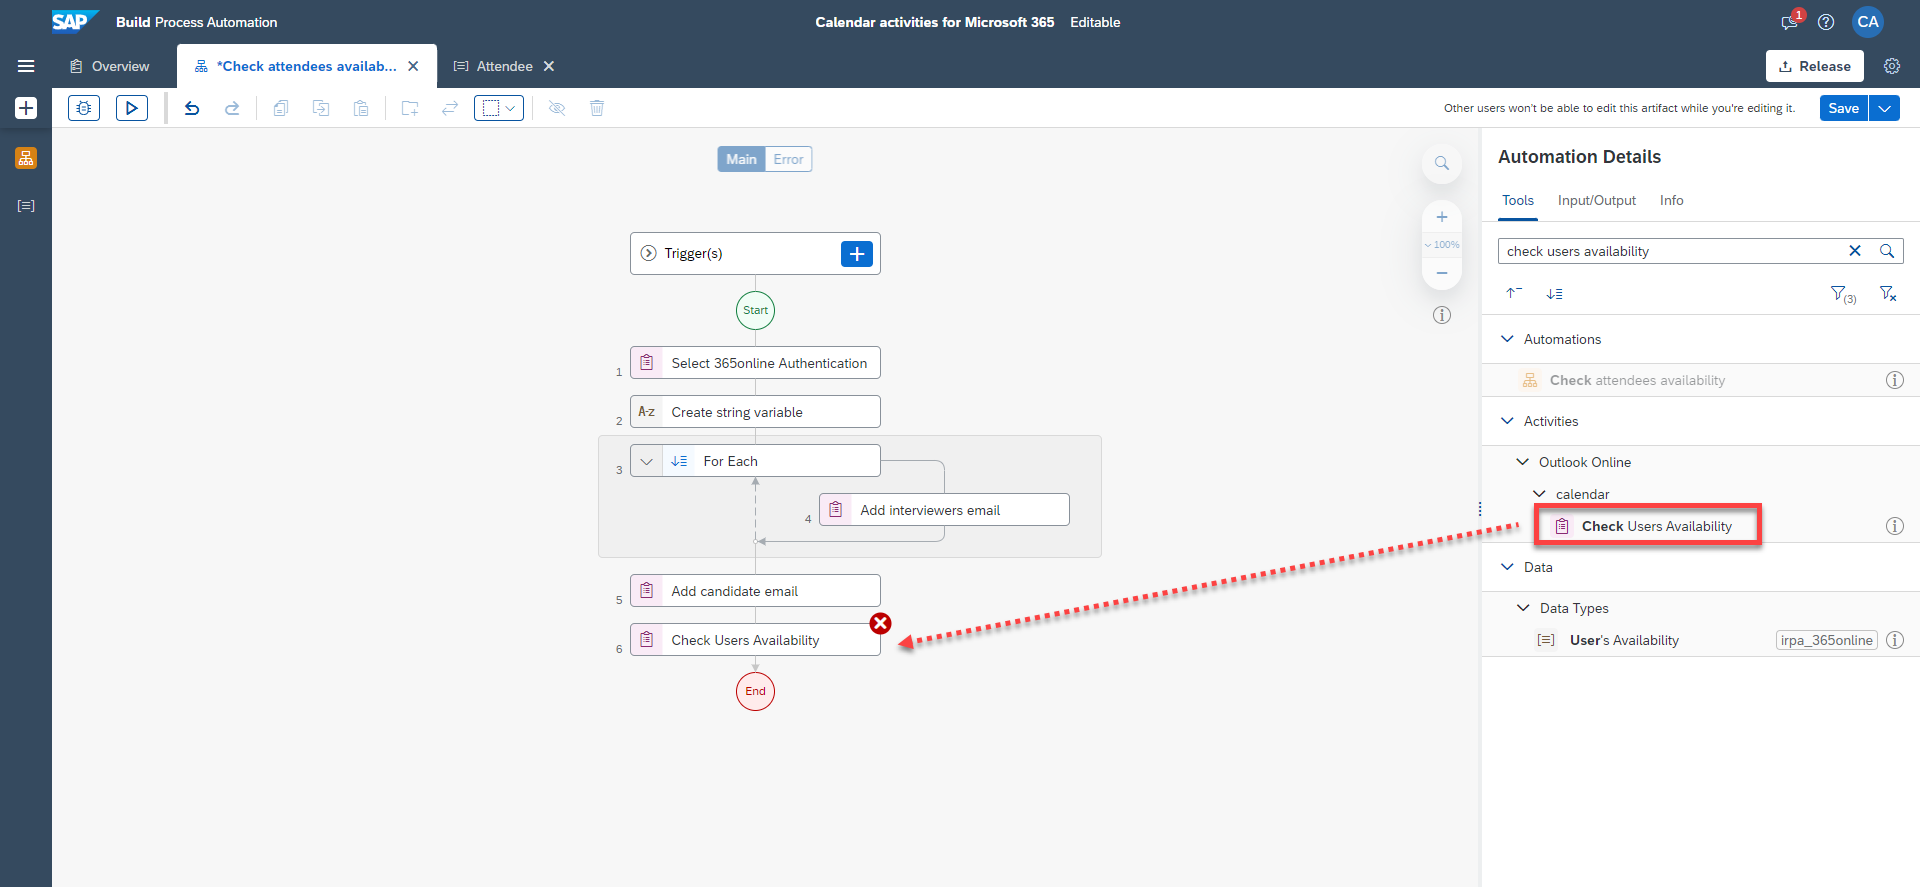 SAP Build Process Automation
Calendar activities for Microsoft 365 Editable
1
CA
Overview
*Check attendees availab...
Attendee
Release
Other users won't be able to edit this artifact while you're editing it.
Save
Main Error
100%
Trigger(s)
Start
1 Select 365online Authentication
2 A-z Create string variable
3 For Each
4 Add interviewers email
5 Add candidate email
6 Check Users Availability
End
Automation Details
Tools Input/Output Info
check users availability
(3)
Automations
Check attendees availability
Activities
Outlook Online
calendar
Check Users Availability
Data
Data Types
User's Availability irpa_365online